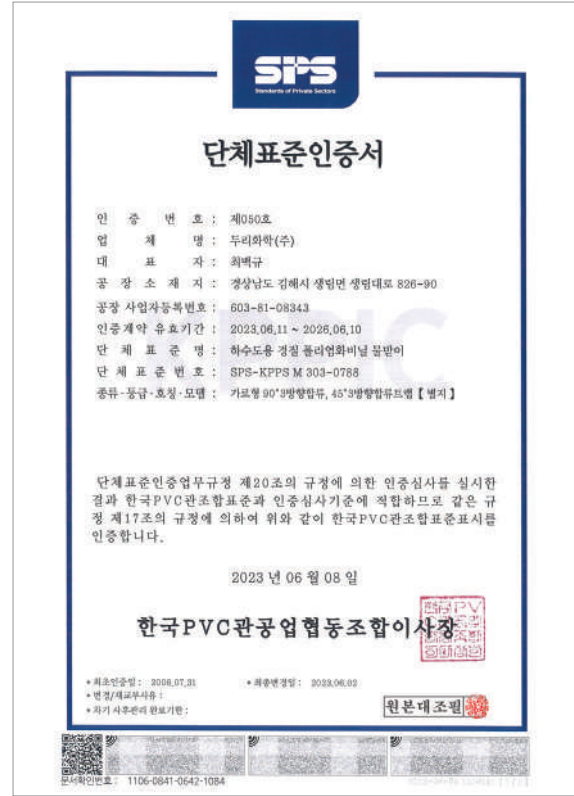 SPS
Standards of Private Sectors
단체표준인증서
인 증 번 호 : 제050호
업 체 명 : 두리화학(주)
대 표 자 : 최백규
공 장 소 재 지 : 경상남도 김해시 생림면 생림대로 826-90
공장 사업자등록번호 : 603-81-08343
인증계약 유효기간 : 2023.06.11 ~ 2026.06.10
단 체 표 준 명 : 하수도용 경질 폴리염화비닐 물받이
단 체 표 준 번 호 : SPS-KPPS M 303-0788
종류·등급·호칭·모델 : 가로형 90°3방향합류, 45°3방향합류트랩【별지】
단체표준인증업무규정 제20조의 규정에 의한 인증심사를 실시한
결과 한국PVC관조합표준과 인증심사기준에 적합하므로 같은 규
정 제17조의 규정에 의하여 위와 같이 한국PVC관조합표준표시를
인증합니다.
2023 년 06 월 08 일
한국PVC관공업협동조합이사장
* 최초인증일 : 2008.07.31 * 최종변경일 : 2023.06.02
* 변경/재교부사유 :
* 차기 사후관리 완료기한 :
원본대조필
문서확인번호 : 1106-0841-0642-1084